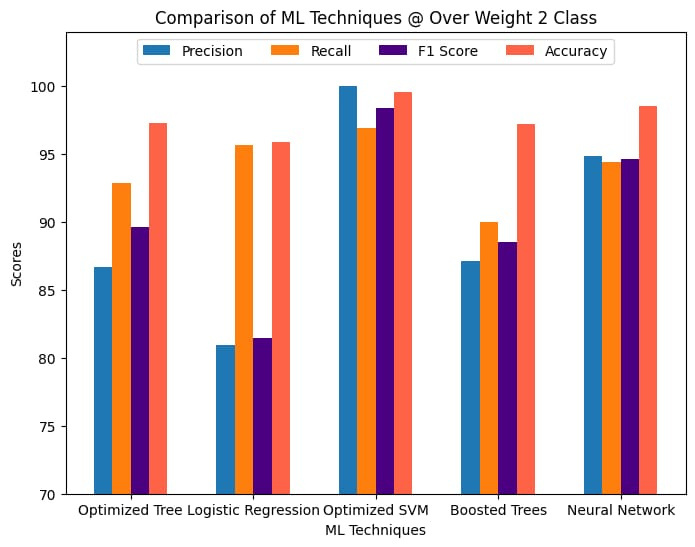 Comparison of ML Techniques @ Over Weight 2 Class
Precision Recall F1 Score Accuracy
100
95
90
85
80
75
70
Scores
Optimized Tree Logistic Regression Optimized SVM Boosted Trees Neural Network
ML Techniques